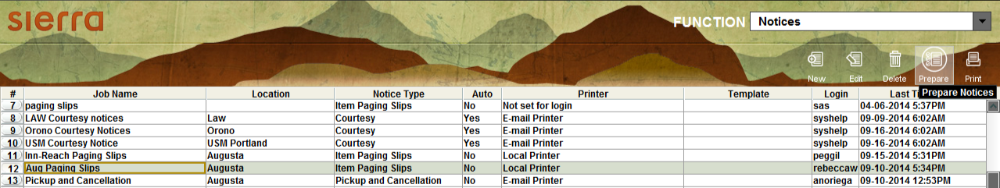 sierra
FUNCTION Notices
New Edit Delete Prepare Print
Prepare Notices
# Job Name Location Notice Type Auto Printer Template Login Last Ti
7 paging slips Item Paging Slips No Not set for login sas 04-06-2014 5:37PM
8 LAW Courtesy notices Law Courtesy Yes E-mail Printer syshelp 09-09-2014 6:02AM
9 Orono Courtesy Notices Orono Courtesy Yes E-mail Printer syshelp 09-16-2014 6:02AM
10 USM Courtesy Notice USM Portland Courtesy Yes E-mail Printer syshelp 09-16-2014 6:02AM
11 Inn-Reach Paging Slips Augusta Item Paging Slips No Local Printer peggil 09-15-2014 5:31PM
12 Aug Paging Slips Augusta Item Paging Slips No Local Printer rebeccaw 09-10-2014 5:34PM
13 Pickup and Cancellation Augusta Pickup and Cancellation No E-mail Printer anoriega 09-10-2014 12:53PM